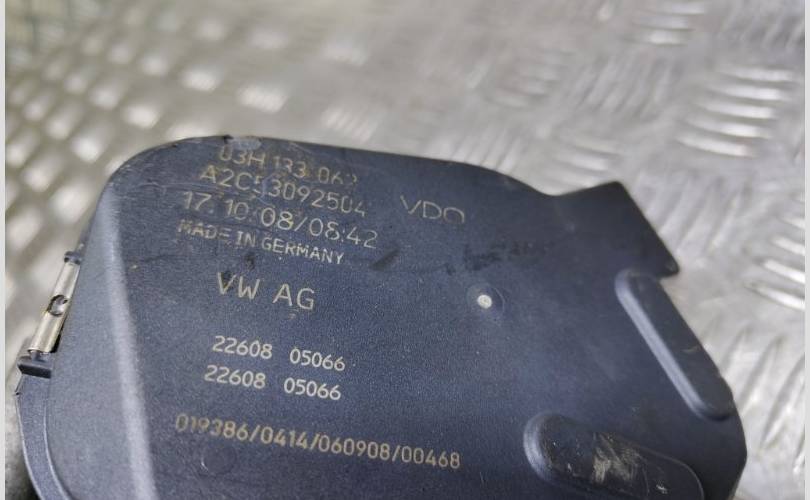 03H 133 062
A2C53092504
VDO
17.10.08/08:42
MADE IN GERMANY
VW AG
22608 05066
22608 05066
019386/0414/060908/00468